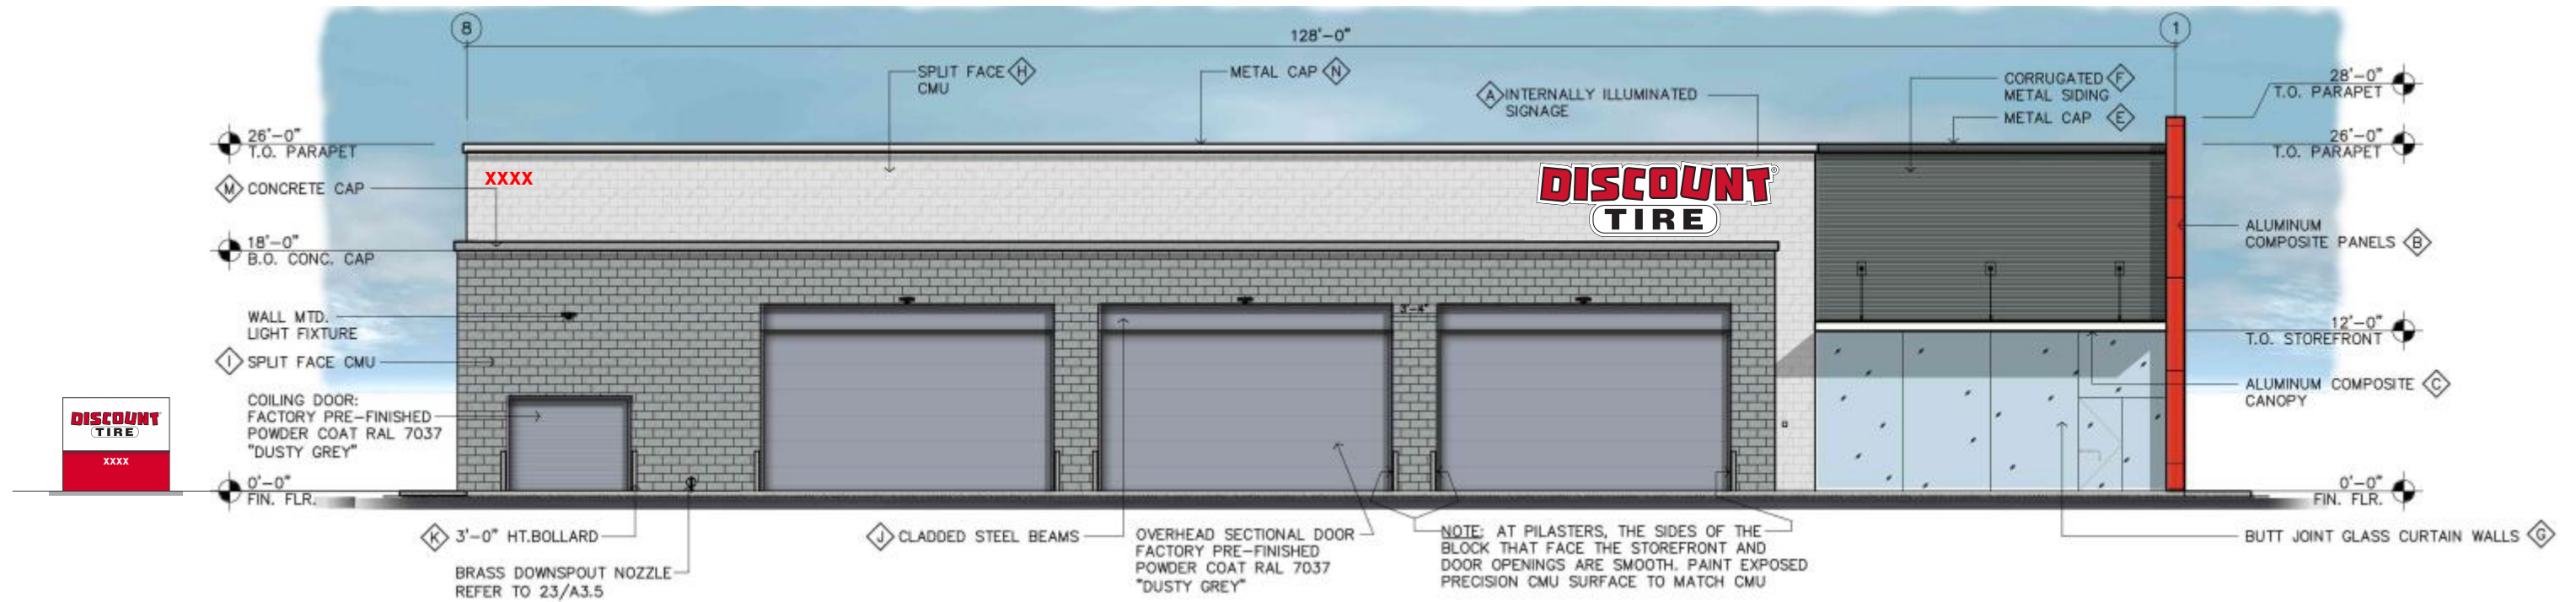 8
1
128'-0"
SPLIT FACE H
CMU
METAL CAP N
A INTERNALLY ILLUMINATED
SIGNAGE
CORRUGATED F
METAL SIDING
METAL CAP E
28'-0"
T.O. PARAPET
26'-0"
T.O. PARAPET
26'-0"
T.O. PARAPET
M CONCRETE CAP
XXXX
DISCOUNT®
TIRE
18'-0"
B.O. CONC. CAP
ALUMINUM
COMPOSITE PANELS B
WALL MTD.
LIGHT FIXTURE
3'-4"
12'-0"
T.O. STOREFRONT
I SPLIT FACE CMU
ALUMINUM COMPOSITE C
CANOPY
COILING DOOR:
FACTORY PRE-FINISHED
POWDER COAT RAL 7037
"DUSTY GREY"
DISCOUNT
TIRE
XXXX
0'-0"
FIN. FLR.
0'-0"
FIN. FLR.
K 3'-0" HT.BOLLARD
BRASS DOWNSPOUT NOZZLE
REFER TO 23/A3.5
J CLADDED STEEL BEAMS
OVERHEAD SECTIONAL DOOR
FACTORY PRE-FINISHED
POWDER COAT RAL 7037
"DUSTY GREY"
NOTE: AT PILASTERS, THE SIDES OF THE
BLOCK THAT FACE THE STOREFRONT AND
DOOR OPENINGS ARE SMOOTH. PAINT EXPOSED
PRECISION CMU SURFACE TO MATCH CMU
BUTT JOINT GLASS CURTAIN WALLS G